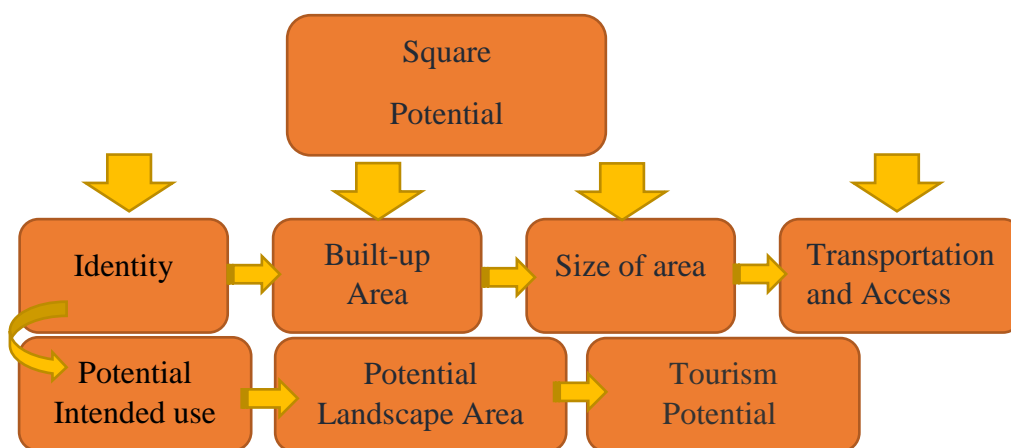 Square
Potential
Identity
Built-up
Area
Size of area
Transportation
and Access
Potential
Intended use
Potential
Landscape Area
Tourism
Potential